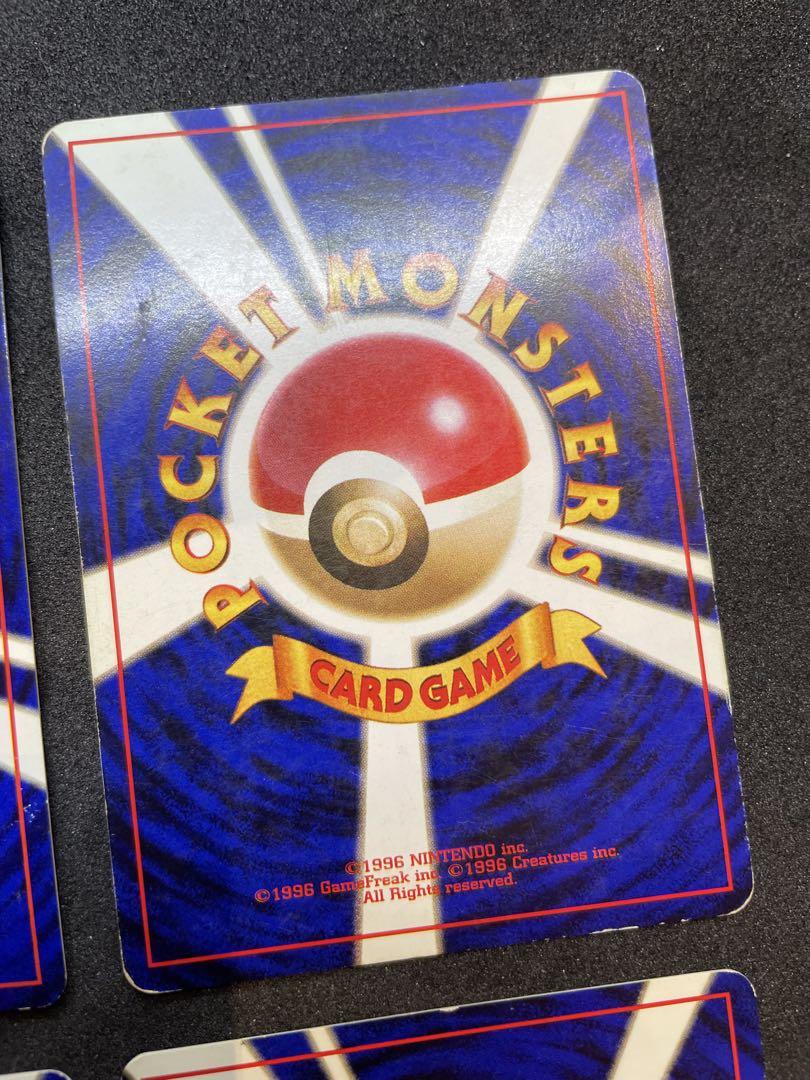 POCKET MONSTERS
CARD GAME
©1996 NINTENDO inc.
©1996 GameFreak inc. ©1996 Creatures inc.
All Rights reserved.